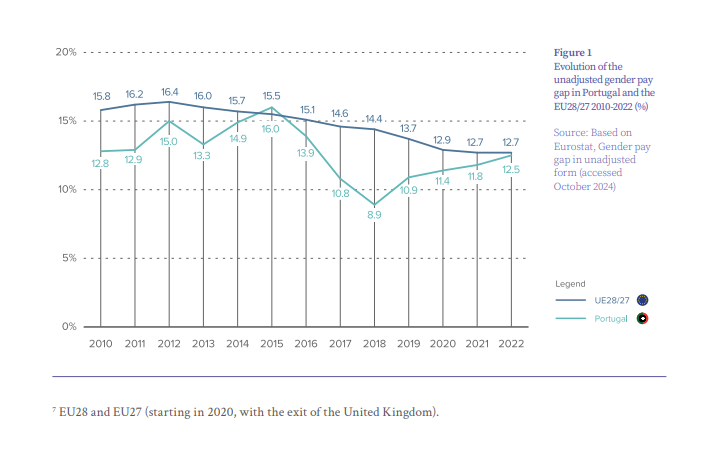 20%
15%
10%
5%
0%
15.8 16.2 16.4 16.0 15.7 15.5 15.1 14.6 14.4 13.7 12.9 12.7 12.7
12.8 12.9 15.0 13.3 14.9 16.0 13.9 10.8 8.9 10.9 11.4 11.8 12.5
2010 2011 2012 2013 2014 2015 2016 2017 2018 2019 2020 2021 2022
Figure 1
Evolution of the
unadjusted gender pay
gap in Portugal and the
EU28/27 2010-2022 (%)
Source: Based on
Eurostat, Gender pay
gap in unadjusted
form (accessed
October 2024)
Legend
UE28/27
Portugal
7 EU28 and EU27 (starting in 2020, with the exit of the United Kingdom).